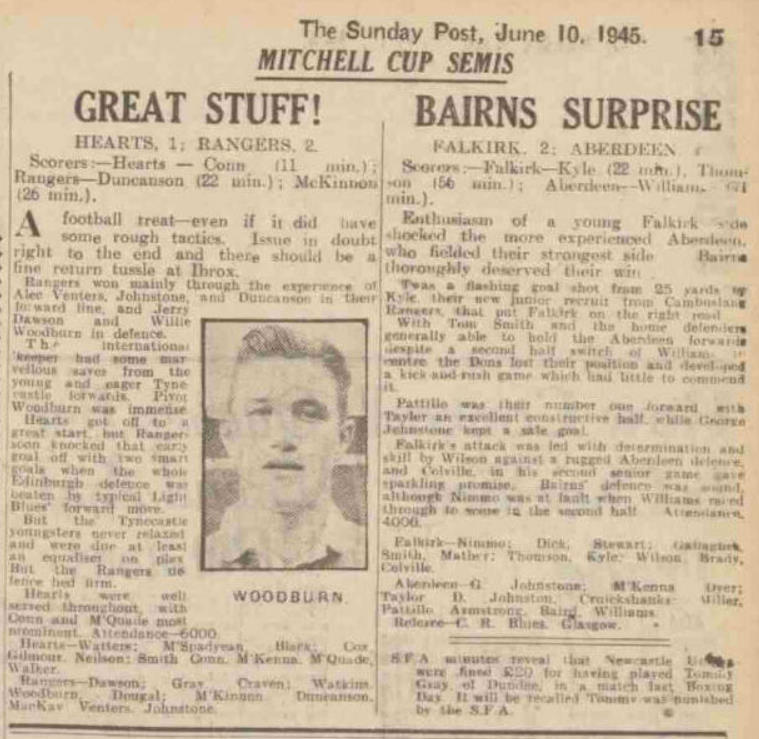 The Sunday Post, June 10, 1945. 15
MITCHELL CUP SEMIS
GREAT STUFF!
HEARTS, 1; RANGERS, 2.
Scorers:—Hearts — Conn (11 min.);
Rangers—Duncanson (22 min.); McKinnon
(26 min.).
A football treat—even if it did have
some rough tactics. Issue in doubt
right to the end and there should be a
fine return tussle at Ibrox.
Rangers won mainly through the experience of
Alec Venters, Johnstone, and Duncanson in their
forward line, and Jerry
Dawson and Willie
Woodburn in defence.
The international
'keeper had some mar
vellous saves from the
young and eager Tyne
castle forwards. Pivot
Woodburn was immense
Hearts got off to a
great start, but Rangers
soon knocked that early
goal off with two smart
goals when the whole
Edinburgh defence was
beaten by typical Light
Blues' forward move.
But the Tynecastle
youngsters never relaxed
and were due at least
an equaliser on play
But the Rangers de
fence hed firm.
Hearts were well
served throughout, with
Conn and M'Quade most
prominent. Attendance—6000.
Hearts—Watters; M'Spadyean, Black; Cox,
Gilmour, Neilson; Smith Conn, M'Kenna, M'Quade,
Walker.
Rangers—Dawson; Gray Craven; Watkins,
Woodburn, Dougal; M'Kinnon Duncanson,
MacKay Venters, Johnstone.
WOODBURN.
BAIRNS SURPRISE
FALKIRK, 2; ABERDEEN
Scorers:—Falkirk—Kyle (22 min.), Thom-
son (56 min.); Aberdeen—William
min.).
Enthusiasm of a young Falkirk side
shocked the more experienced Aberdeen,
who fielded their strongest side Bairns
thoroughly deserved their win
'Twas a flashing goal shot from 25 yards by
Kyle, their new junior recruit from Cambuslang
Rangers, that put Falkirk on the right road
With Tom Smith and the home defenders
generally able to hold the Aberdeen forwards
despite a second half switch of Williams to
centre the Dons lost their position and developed
a kick-and-rush game which had little to commend
it.
Pattillo was their number one forward with
Tayler an excellent constructive half, while George
Johnstone kept a safe goal.
Falkirk's attack was led with determination and
skill by Wilson against a rugged Aberdeen defence,
and Colville, in his second senior game gave
sparkling promise. Bairns' defence was sound,
although Nimmo was at fault when Williams raced
through to score in the second half Attendance,
4000.
Falkirk—Nimmo; Dick, Stewart; Gallagher,
Smith, Mather; Thomson, Kyle, Wilson, Brady,
Colville.
Aberdeen—G Johnstone; M'Kenna Dyer;
Taylor D. Johnston, Cruickshanks Miller,
Pattillo Armstrong, Baird, Williams.
Referee—C. R. Blues, Glasgow.
S.F.A. minutes reveal that Newcastle
were fined £20 for having played Tommy
Gray, of Dundee, in a match last Boxing
Day. It will be recalled Tommy was punished
by the S.F.A.